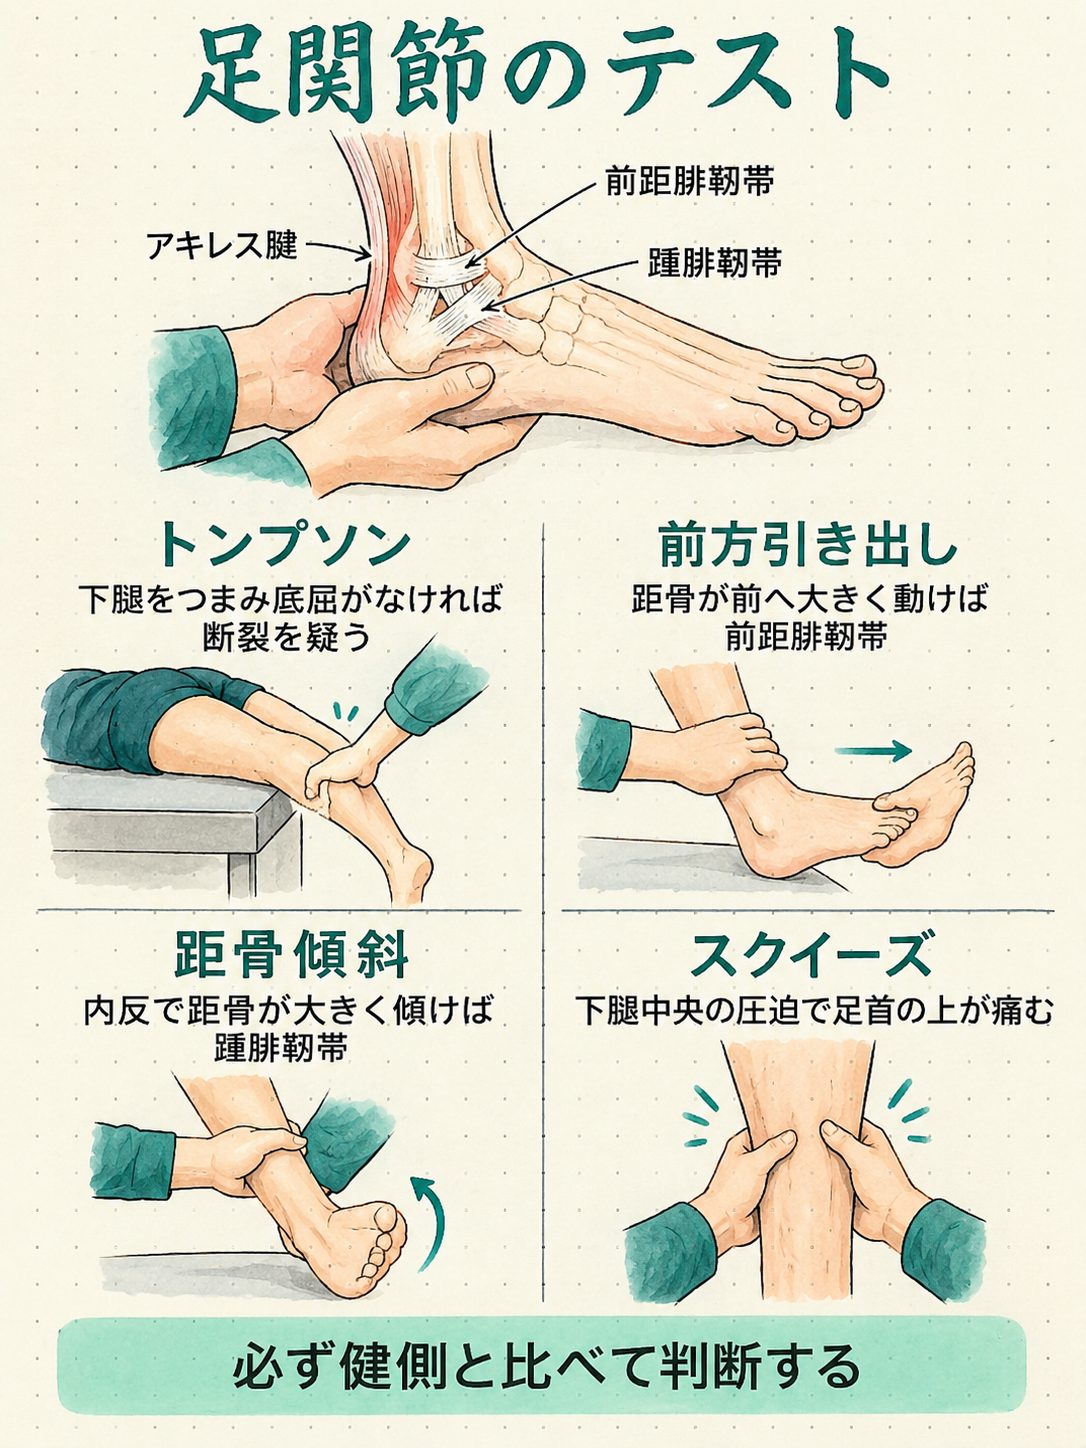 足関節のテスト
前距腓靭帯
アキレス腱
踵腓靭帯
トンプソン
下腿をつまみ底屈がなければ
断裂を疑う
前方引き出し
距骨が前へ大きく動けば
前距腓靭帯
距骨傾斜
内反で距骨が大きく傾けば
踵腓靭帯
スクイーズ
下腿中央の圧迫で足首の上が痛む
必ず健側と比べて判断する